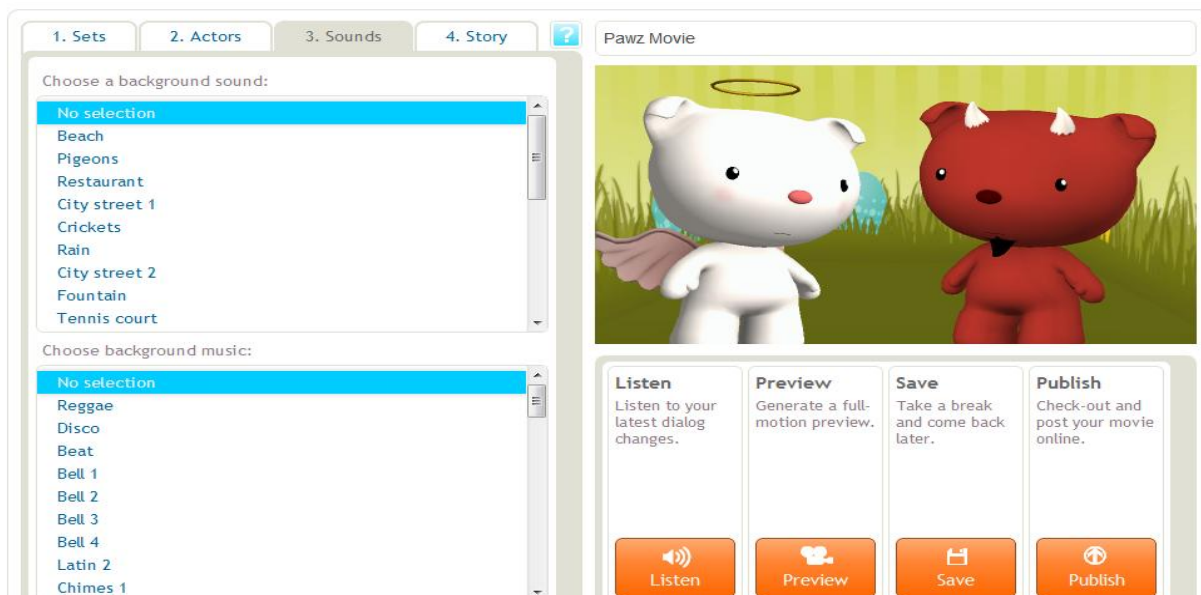 1. Sets
2. Actors
3. Sounds
4. Story
?
Pawz Movie
Choose a background sound:
No selection
Beach
Pigeons
Restaurant
City street 1
Crickets
Rain
City street 2
Fountain
Tennis court
Choose background music:
No selection
Reggae
Disco
Beat
Bell 1
Bell 2
Bell 3
Bell 4
Latin 2
Chimes 1
Listen
Listen to your
latest dialog
changes.
Listen
Preview
Generate a full-
motion preview.
Preview
Save
Take a break
and come back
later.
Save
Publish
Check-out and
post your movie
online.
Publish